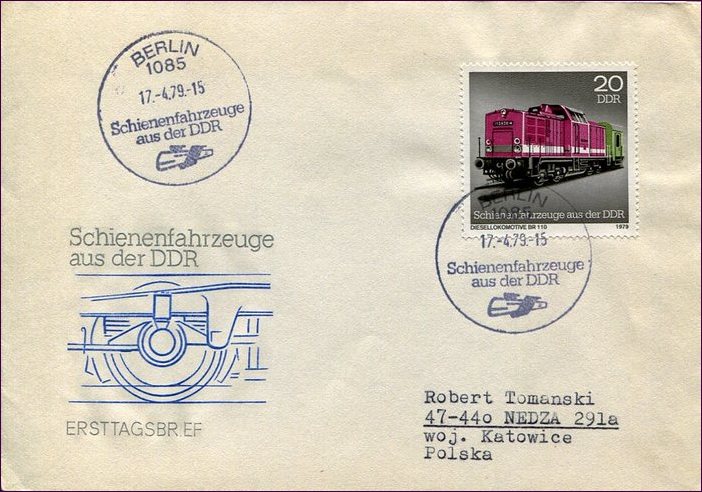 BERLIN
1085
17.-4.79.-15
Schienenfahrzeuge
aus der DDR
20
DDR
Schienenfahrzeuge aus der DDR
DIESELLOKOMOTIVE BR 110
1979
BERLIN
1085
17.-4.79.-15
Schienenfahrzeuge
aus der DDR
Schienenfahrzeuge
aus der DDR
ERSTTAGSBR.EF
Robert Tomanski
47-44o NEDZA 291a
woj. Katowice
Polska